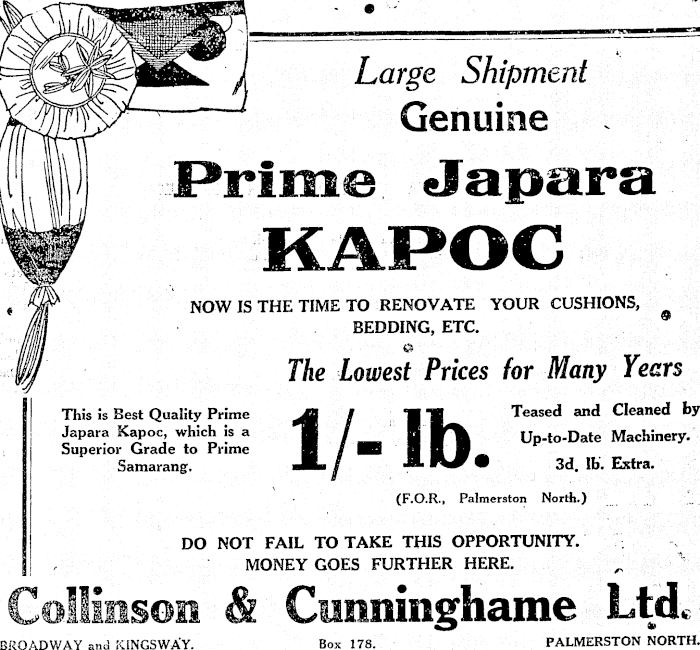 Large Shipment
Genuine
Prime Japara
KAPOC
NOW IS THE TIME TO RENOVATE YOUR CUSHIONS,
BEDDING, ETC.
The Lowest Prices for Many Years
This is Best Quality Prime
Japara Kapoc, which is a
Superior Grade to Prime
Samarang.
1/- lb.
Teased and Cleaned by
Up-to-Date Machinery.
3d. lb. Extra.
(F.O.R., Palmerston North.)
DO NOT FAIL TO TAKE THIS OPPORTUNITY.
MONEY GOES FURTHER HERE.
Collinson & Cunninghame Ltd.
BROADWAY and KINGSWAY. Box 178. PALMERSTON NORTH.